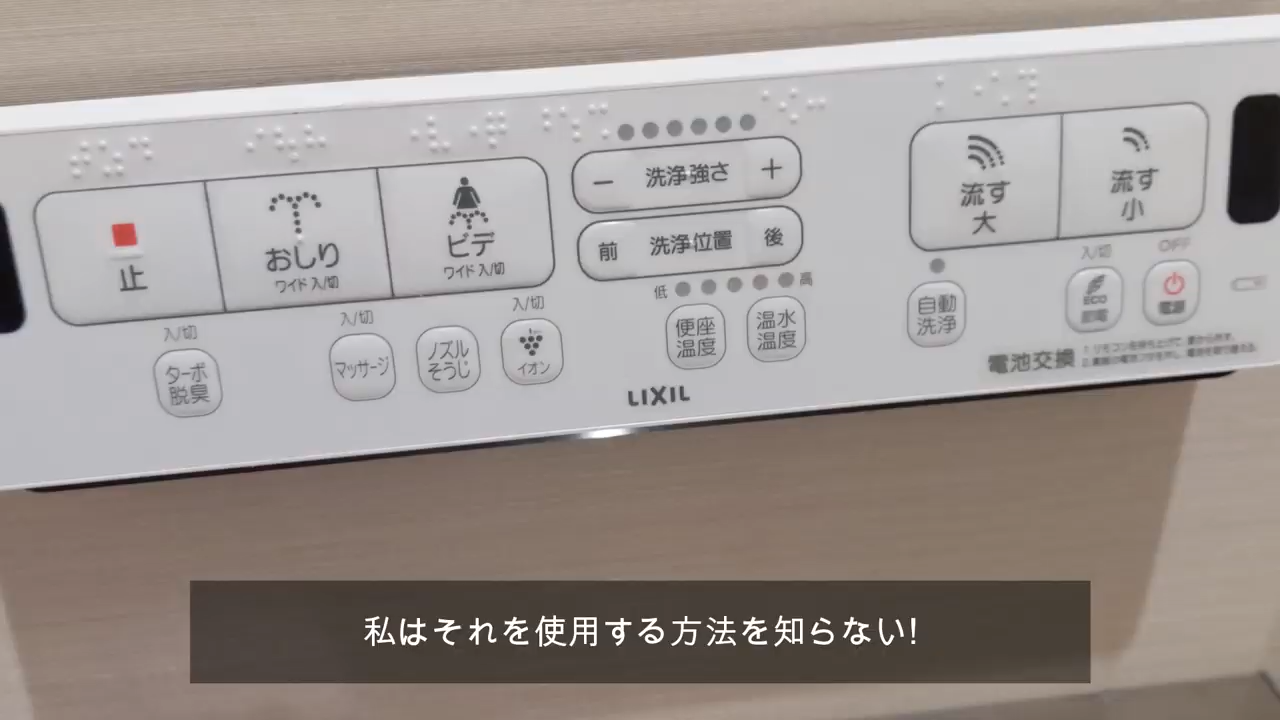 止
おしり
ワイド 入/切
ビデ
ワイド 入/切
− 洗浄強さ +
前 洗浄位置 後
流す
大
流す
小
入/切
ターボ
脱臭
入/切
マッサージ
ノズル
そうじ
入/切
イオン
低 高
便座
温度
温水
温度
自動
洗浄
入/切
ECO
節電
OFF
電源
LIXIL
電池交換
私はそれを使用する方法を知らない!